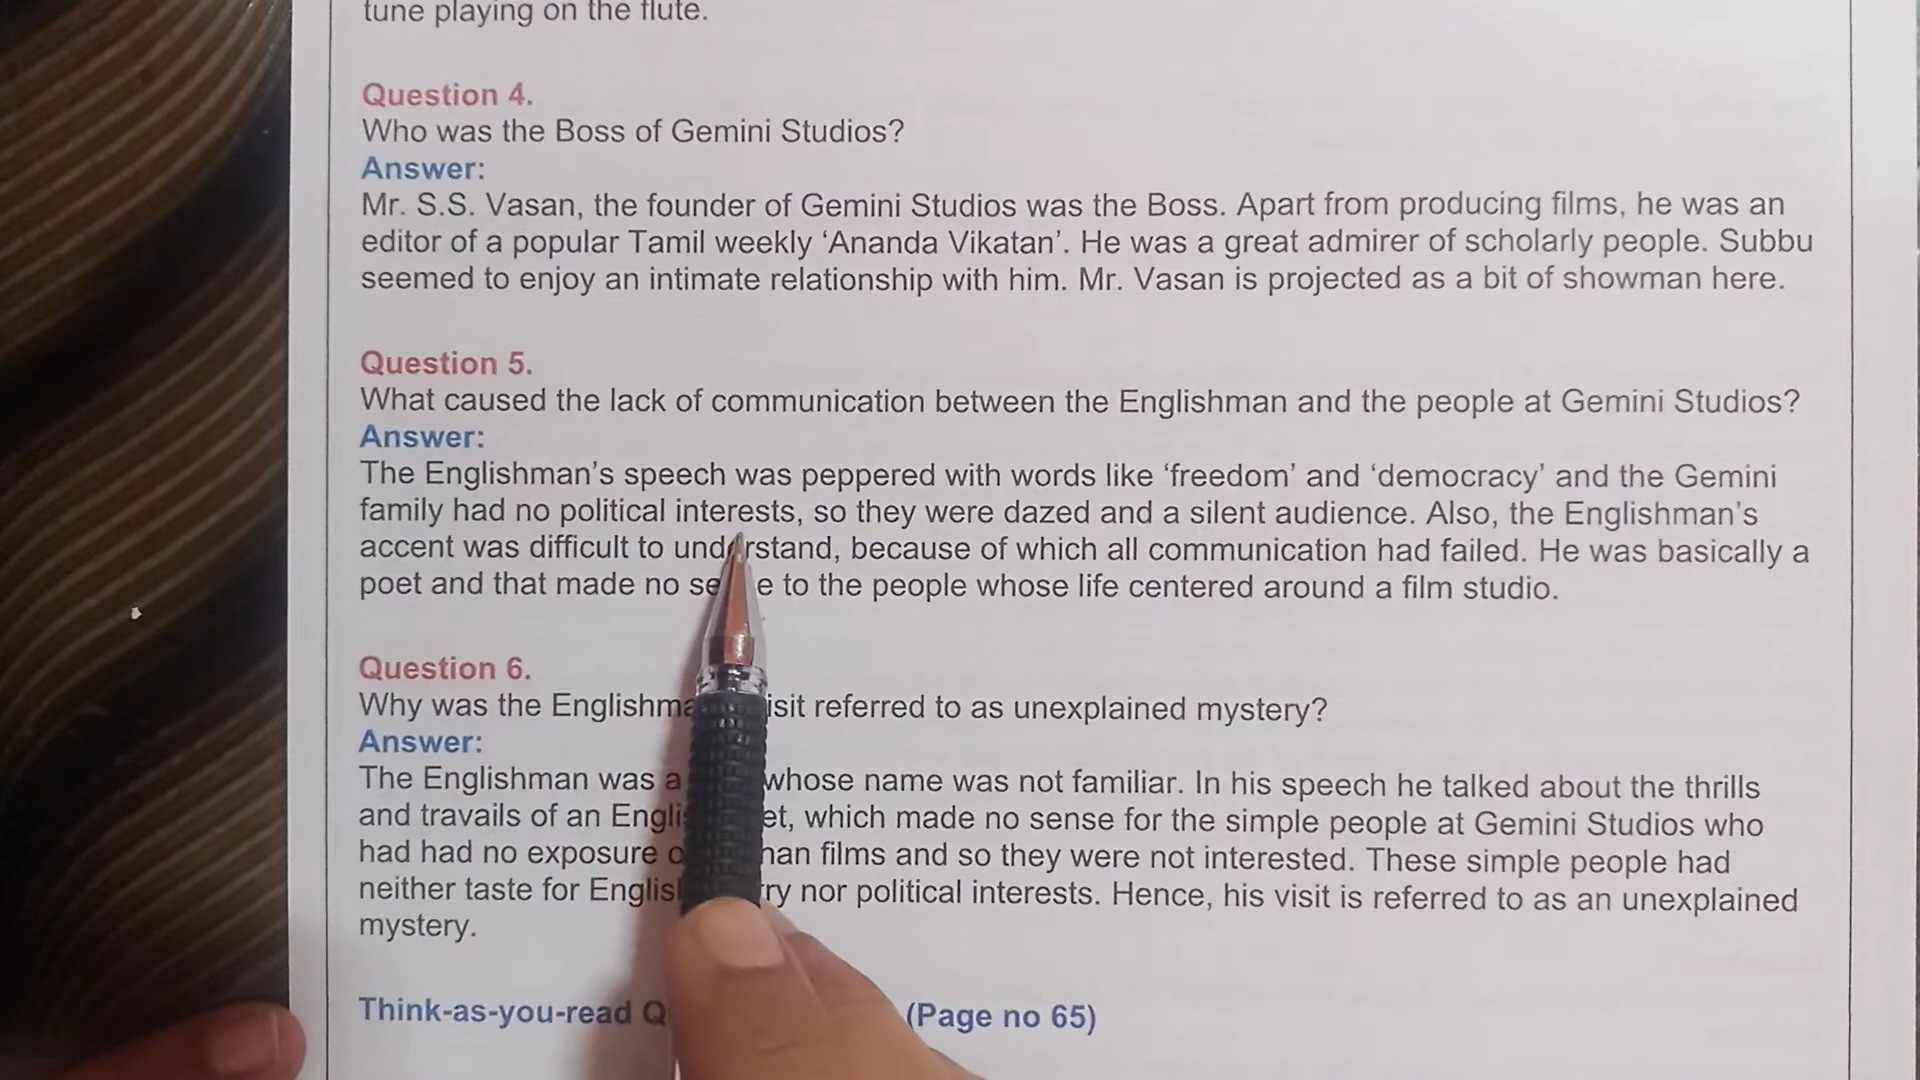 tune playing on the flute.
Question 4.
Who was the Boss of Gemini Studios?
Answer:
Mr. S.S. Vasan, the founder of Gemini Studios was the Boss. Apart from producing films, he was an
editor of a popular Tamil weekly ‘Ananda Vikatan’. He was a great admirer of scholarly people. Subbu
seemed to enjoy an intimate relationship with him. Mr. Vasan is projected as a bit of showman here.
Question 5.
What caused the lack of communication between the Englishman and the people at Gemini Studios?
Answer:
The Englishman’s speech was peppered with words like ‘freedom’ and ‘democracy’ and the Gemini
family had no political interests, so they were dazed and a silent audience. Also, the Englishman’s
accent was difficult to understand, because of which all communication had failed. He was basically a
poet and that made no to the people whose life centered around a film studio.
Question 6.
Why was the referred to as unexplained mystery?
Answer:
The Englishman was a whose name was not familiar. In his speech he talked about the thrills
and travails of an which made no sense for the simple people at Gemini Studios who
had had no exposure films and so they were not interested. These simple people had
neither taste for nor political interests. Hence, his visit is referred to as an unexplained
mystery.
Think-as-you-read (Page no 65)